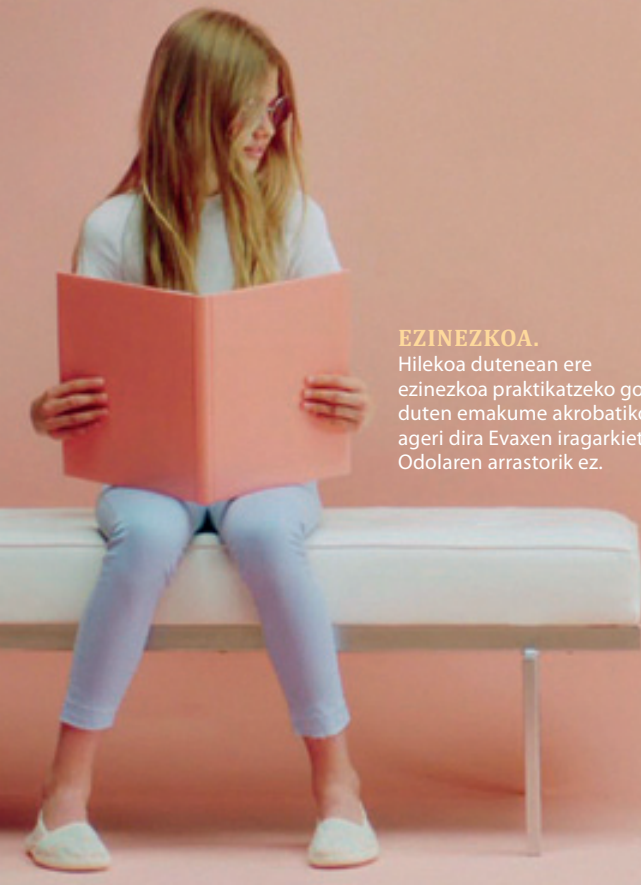 EZINEZKOA.
Hilekoa dutenean ere
ezinezkoa praktikatzeko
duten emakume
ageri dira Evaxen
Odolaren arrastorik ez.